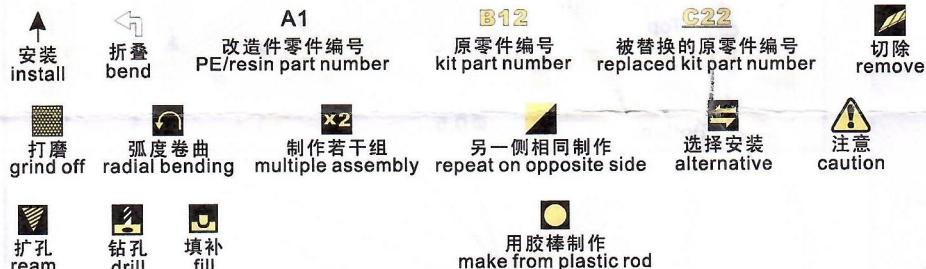 A1 B12 C22
安装 折叠 改造件零件编号 原零件编号 被替换的原零件编号 切除
install bend PE/resin part number kit part number replaced kit part number remove
x2
打磨 弧度卷曲 制作若干组 另一侧相同制作 选择安装 注意
grind off radial bending multiple assembly repeat on opposite side alternative caution
扩孔 钻孔 填补 用胶棒制作
ream drill fill make from plastic rod